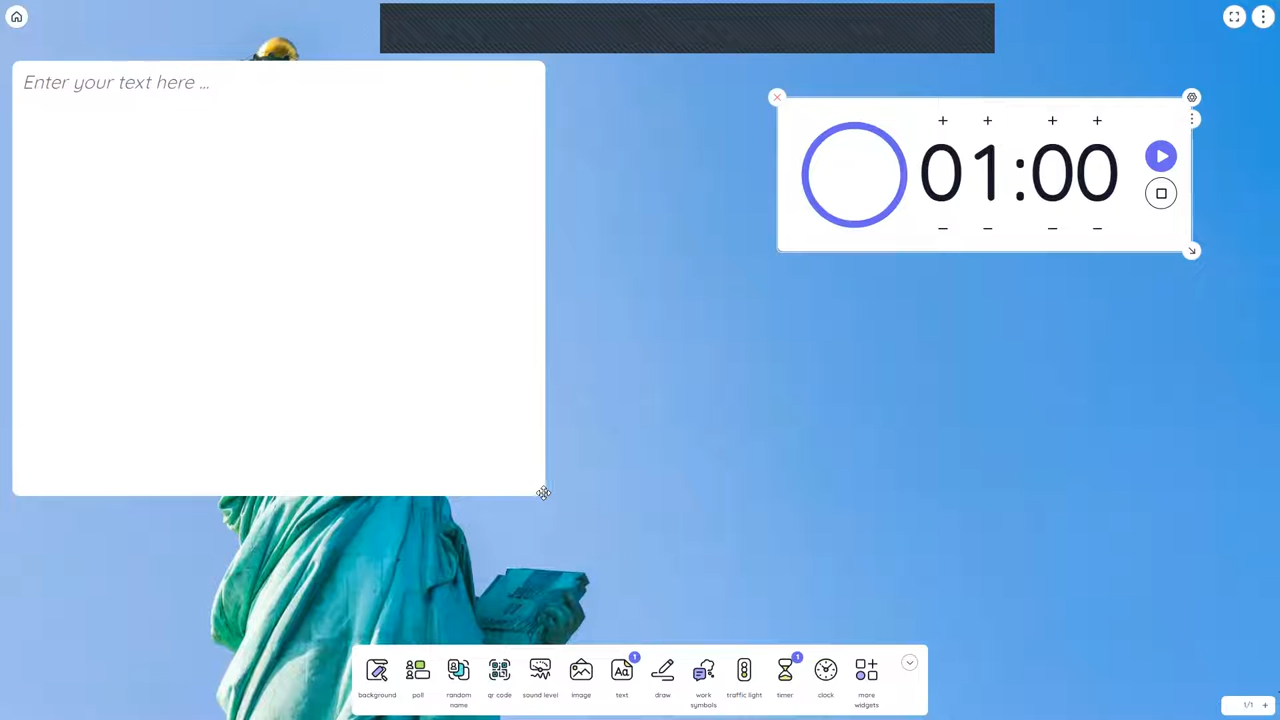 Enter your text here ...
+ + + +
01:00
− − − −
1 1
background poll random name qr code sound level image text draw work symbols traffic light timer clock more widgets
1/1 +